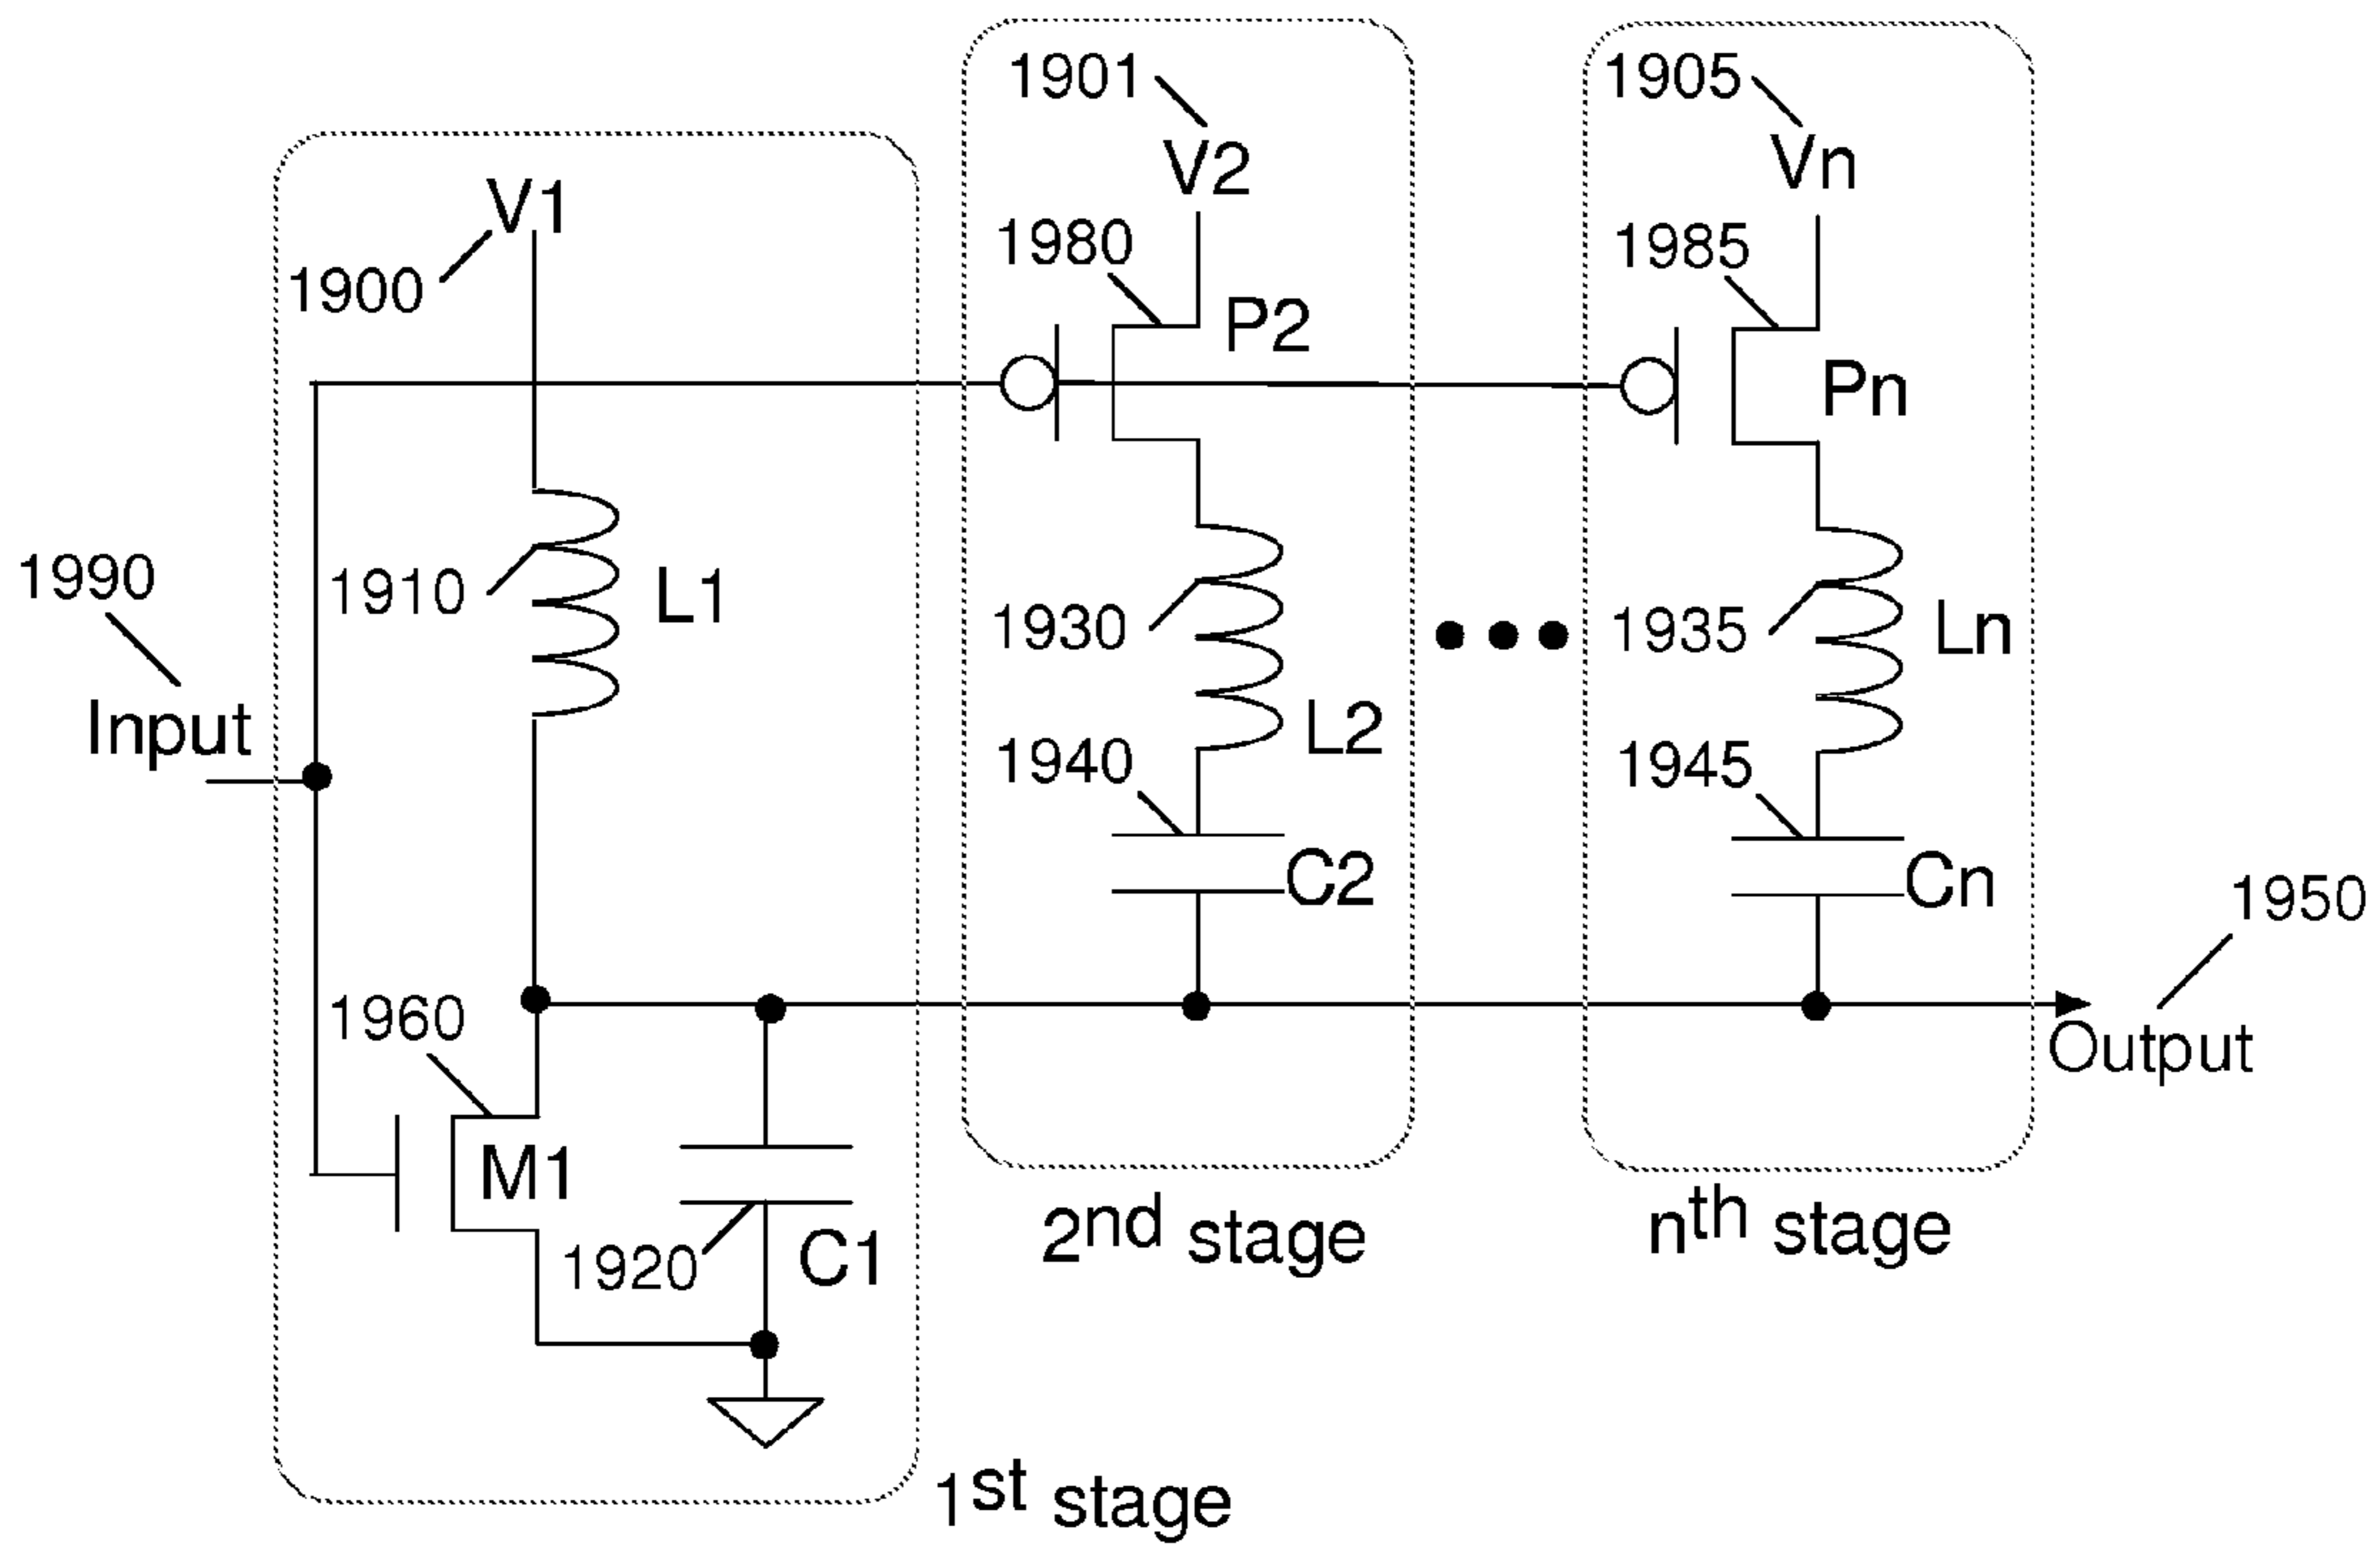 1901
V2
1980
P2
1905
Vn
1985
Pn
V1
1900
1990
Input
1910
L1
1930
L2
1940
C2
1935
Ln
1945
Cn
1950
Output
1960
M1
1920
C1
2nd stage
nth stage
1st stage